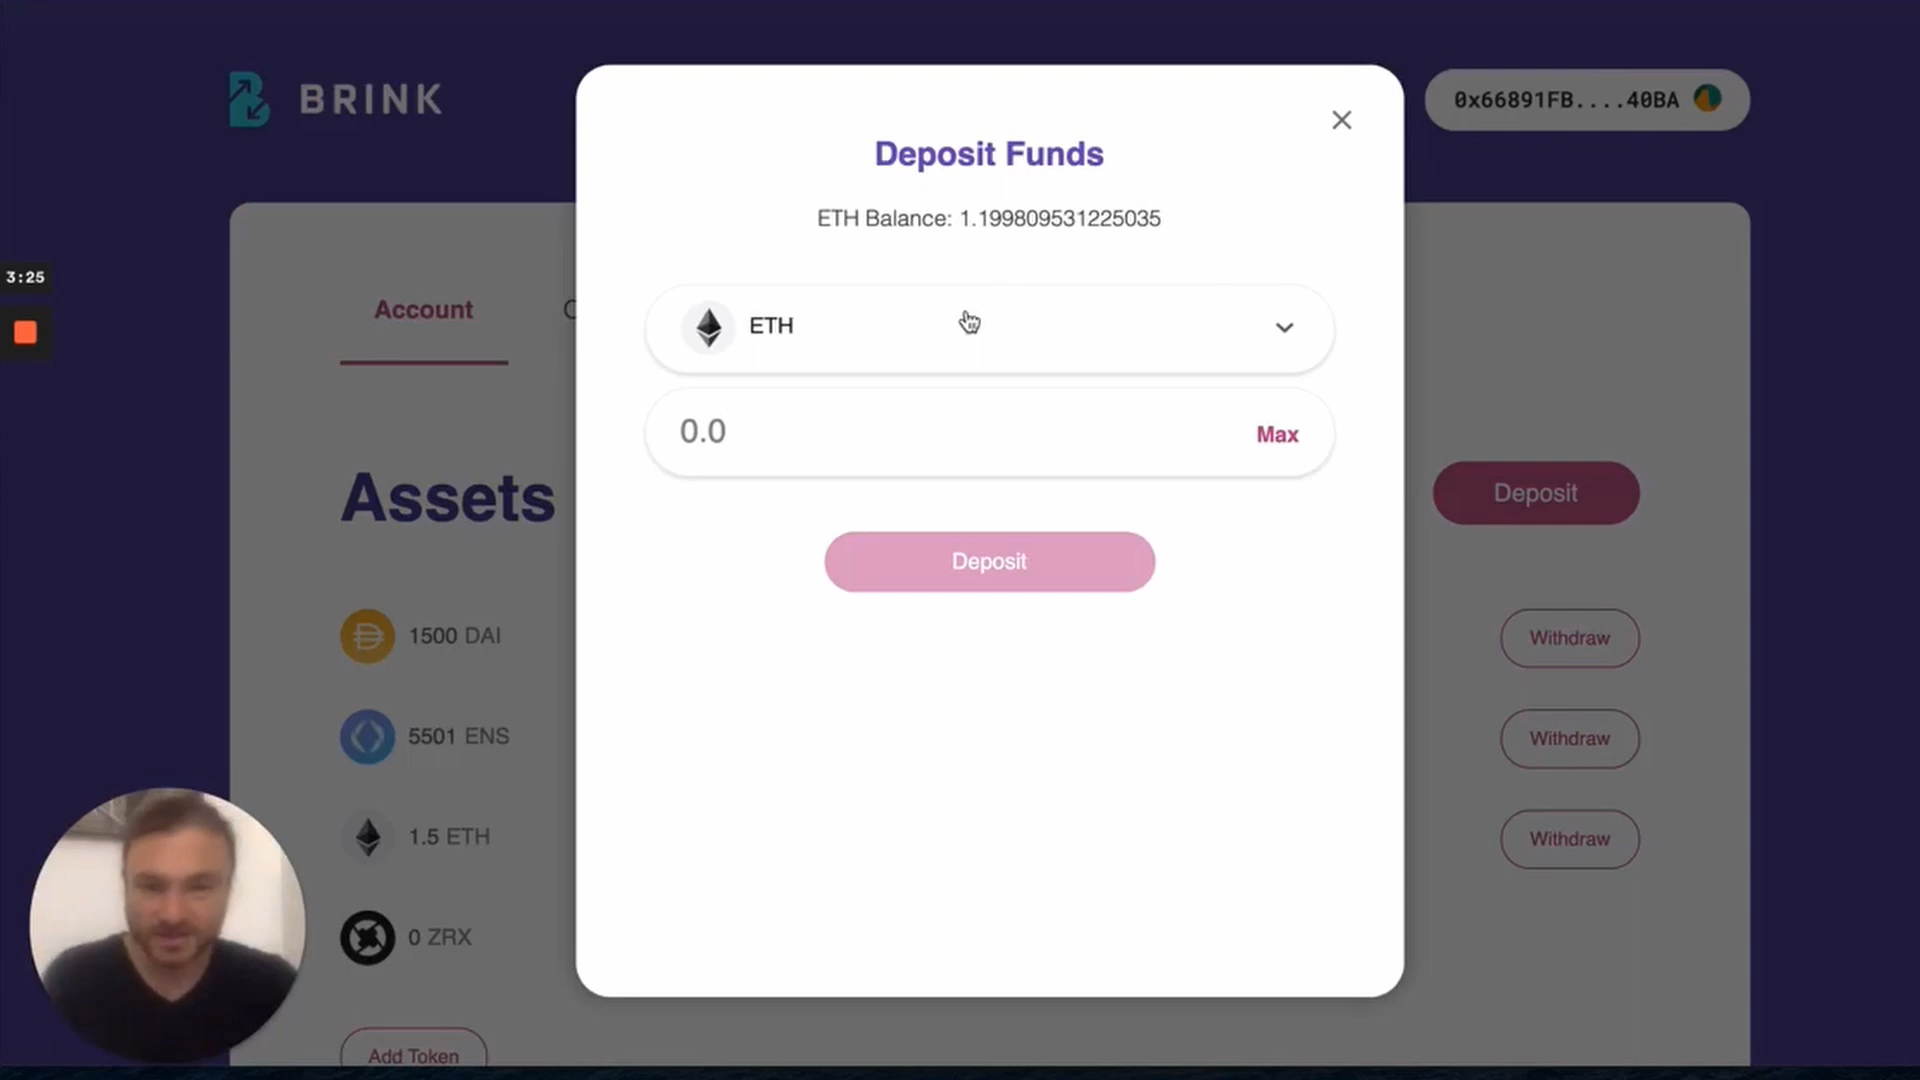 BRINK
0x66891FB....40BA
Deposit Funds
ETH Balance: 1.199809531225035
3:25
Account
ETH
0.0
Max
Assets
Deposit
Deposit
1500 DAI
Withdraw
5501 ENS
Withdraw
1.5 ETH
Withdraw
0 ZRX
Add Token